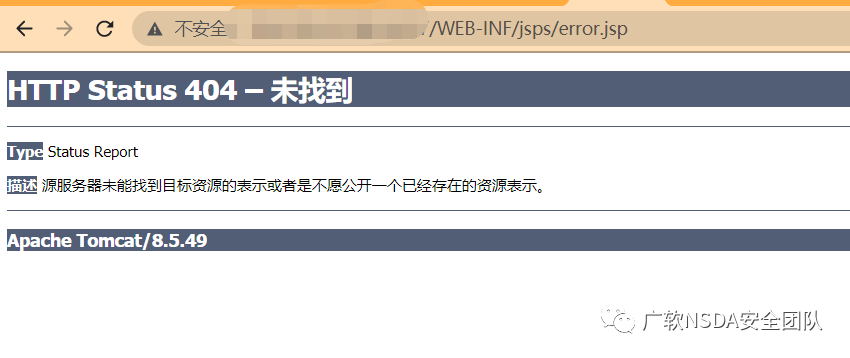 不安全 /WEB-INF/jsps/error.jsp
HTTP Status 404 – 未找到
Type Status Report
描述 源服务器未能找到目标资源的表示或者是不愿公开一个已经存在的资源表示。
Apache Tomcat/8.5.49
广软NSDA安全团队